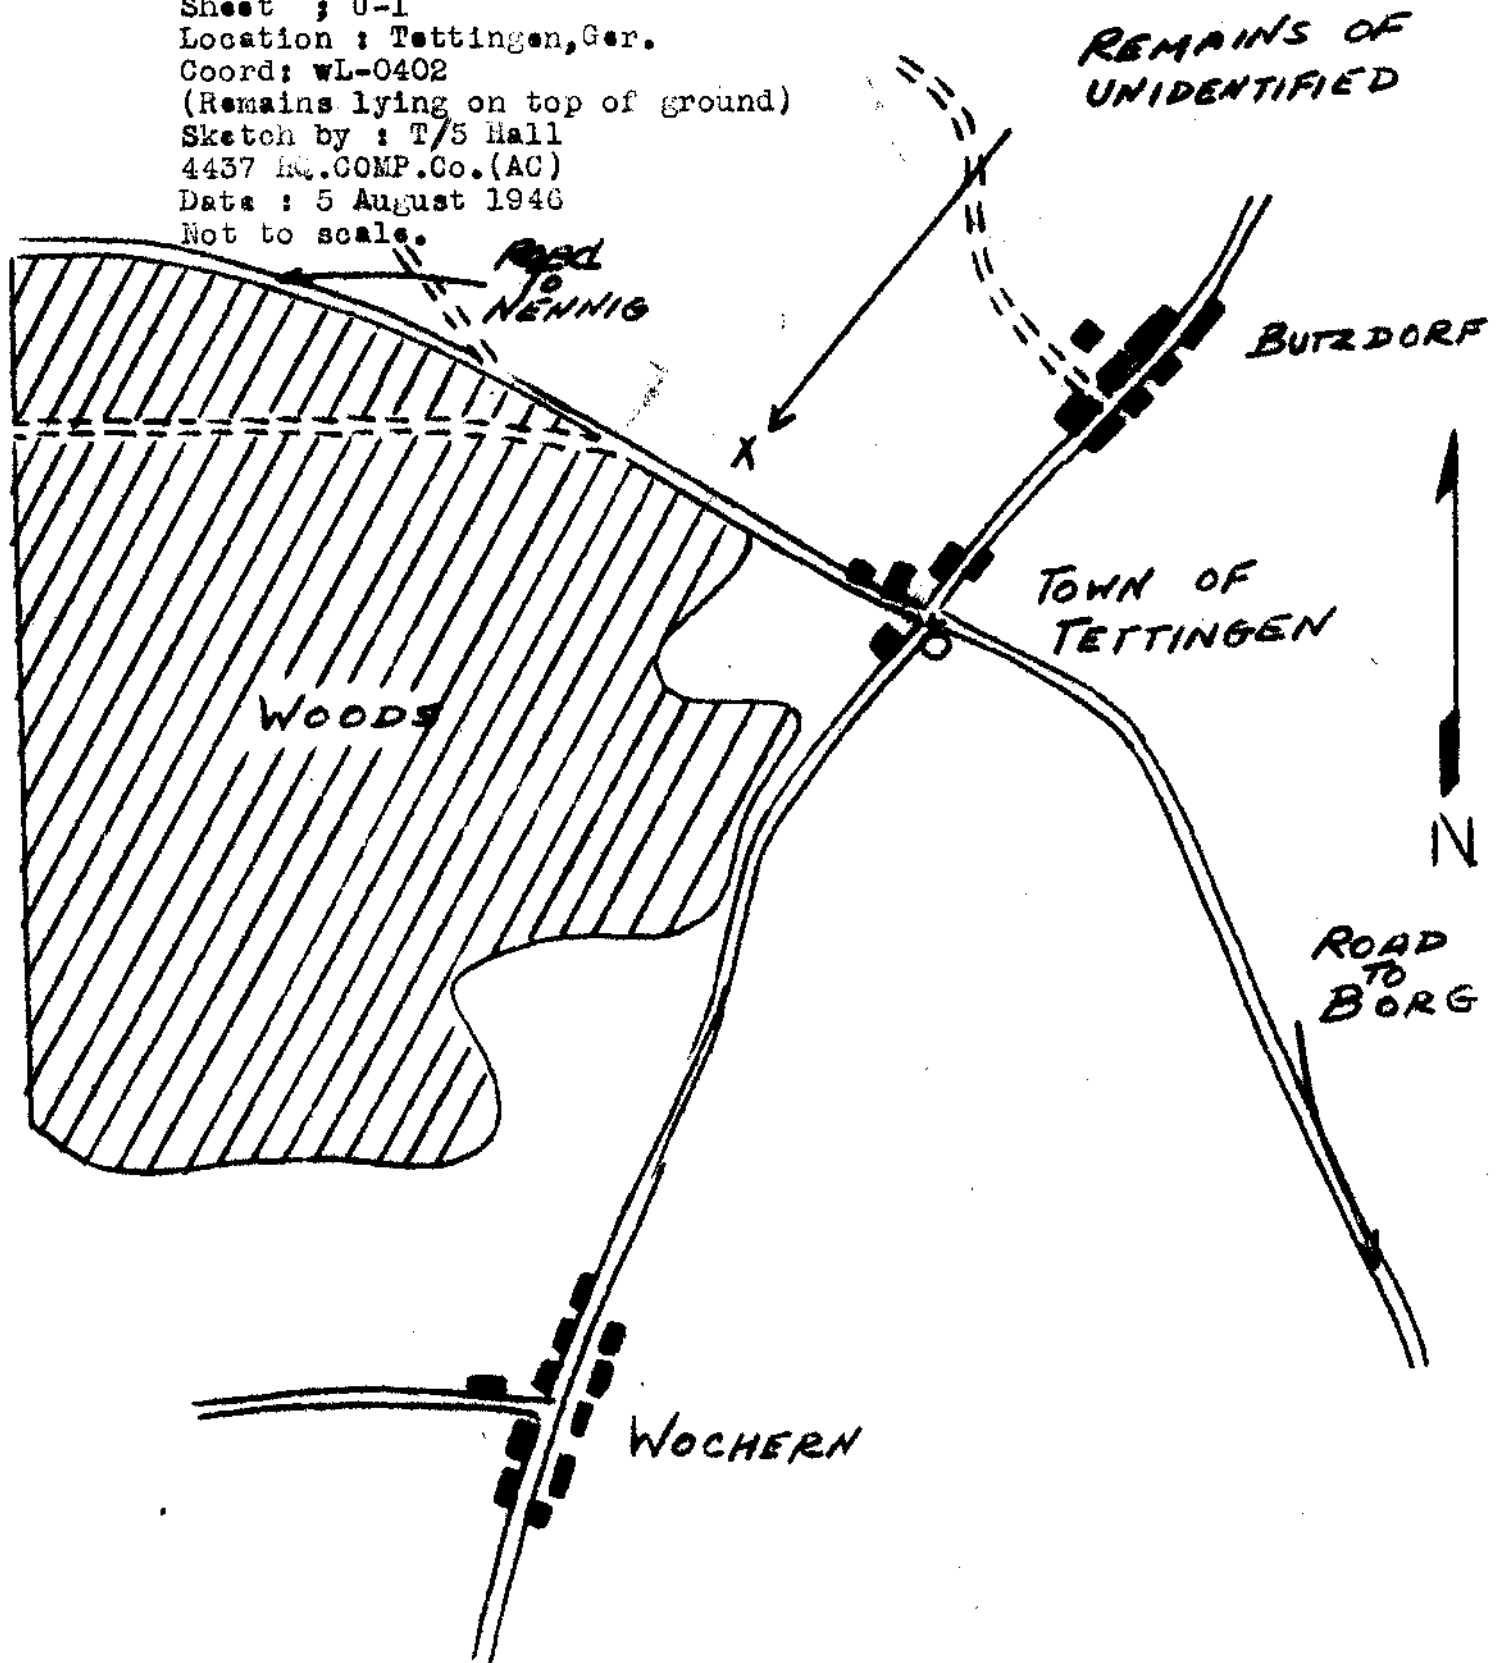 Sheet ; U-1
Location : Tettingen,Ger.
Coord: wL-0402
(Remains lying on top of ground)
Sketch by : T/5 Hall
4437 .COMP.Co.(AC)
Date : 5 August 1946
Not to scale.
REMAINS OF
UNIDENTIFIED
ROAD
TO
NENNIG
BUTZDORF
X
TOWN OF
TETTINGEN
WOODS
N
ROAD
TO
BORG
WOCHERN